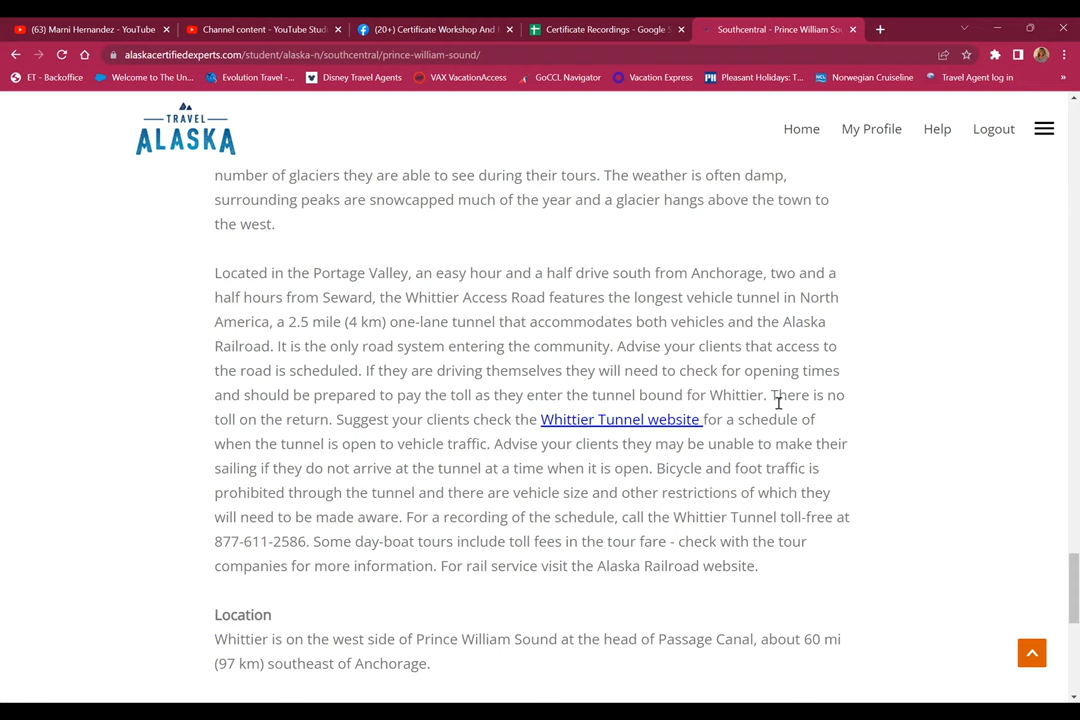 (63) Marni Hernandez - YouTube
Channel content - YouTube Stud
(20+) Certificate Workshop And
Certificate Recordings - Google S
Southcentral - Prince William So
alaskacertifiedexperts.com/student/alaska-n/southcentral/prince-william-sound/
ET - Backoffice
Welcome to The Un...
Evolution Travel -...
Disney Travel Agents
VAX VacationAccess
GoCCL Navigator
Vacation Express
Pleasant Holidays: T...
Norwegian Cruiseline
Travel Agent log in
TRAVEL
ALASKA
Home
My Profile
Help
Logout
number of glaciers they are able to see during their tours. The weather is often damp,
surrounding peaks are snowcapped much of the year and a glacier hangs above the town to
the west.
Located in the Portage Valley, an easy hour and a half drive south from Anchorage, two and a
half hours from Seward, the Whittier Access Road features the longest vehicle tunnel in North
America, a 2.5 mile (4 km) one-lane tunnel that accommodates both vehicles and the Alaska
Railroad. It is the only road system entering the community. Advise your clients that access to
the road is scheduled. If they are driving themselves they will need to check for opening times
and should be prepared to pay the toll as they enter the tunnel bound for Whittier. There is no
toll on the return. Suggest your clients check the Whittier Tunnel website for a schedule of
when the tunnel is open to vehicle traffic. Advise your clients they may be unable to make their
sailing if they do not arrive at the tunnel at a time when it is open. Bicycle and foot traffic is
prohibited through the tunnel and there are vehicle size and other restrictions of which they
will need to be made aware. For a recording of the schedule, call the Whittier Tunnel toll-free at
877-611-2586. Some day-boat tours include toll fees in the tour fare - check with the tour
companies for more information. For rail service visit the Alaska Railroad website.
Location
Whittier is on the west side of Prince William Sound at the head of Passage Canal, about 60 mi
(97 km) southeast of Anchorage.